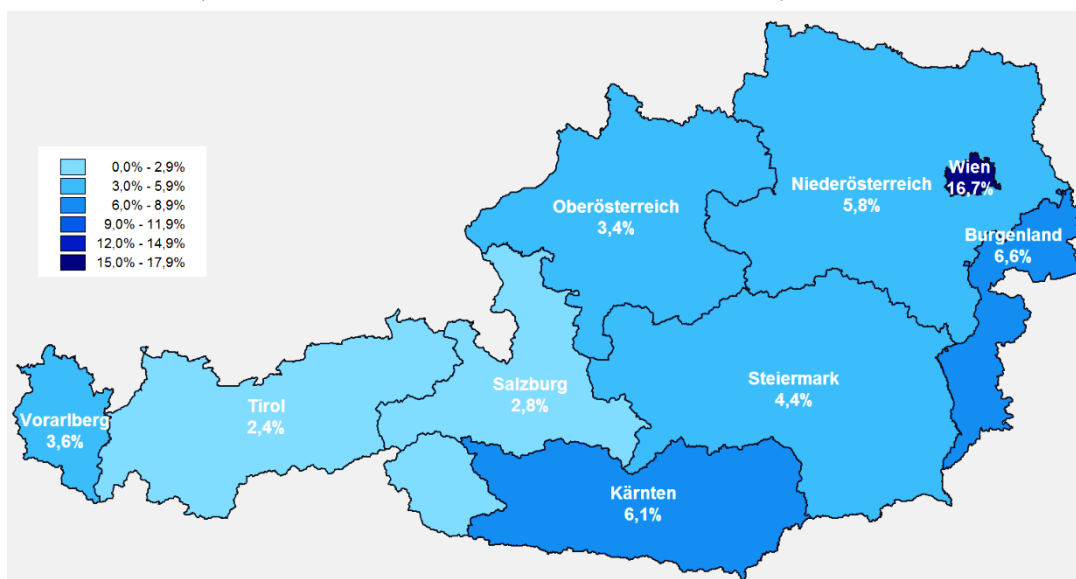 0,0% - 2,9%
3,0% - 5,9%
6,0% - 8,9%
9,0% - 11,9%
12,0% - 14,9%
15,0% - 17,9%
Wien
16,7%
Niederösterreich
5,8%
Oberösterreich
3,4%
Burgenland
6,6%
Steiermark
4,4%
Salzburg
2,8%
Tirol
2,4%
Vorarlberg
3,6%
Kärnten
6,1%